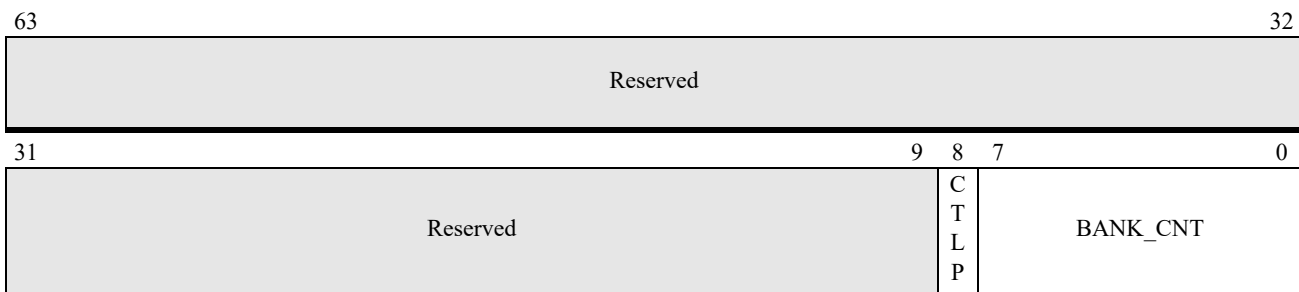 63 32
Reserved
31 9 8 7 0
Reserved
C
T
L
P
BANK_CNT